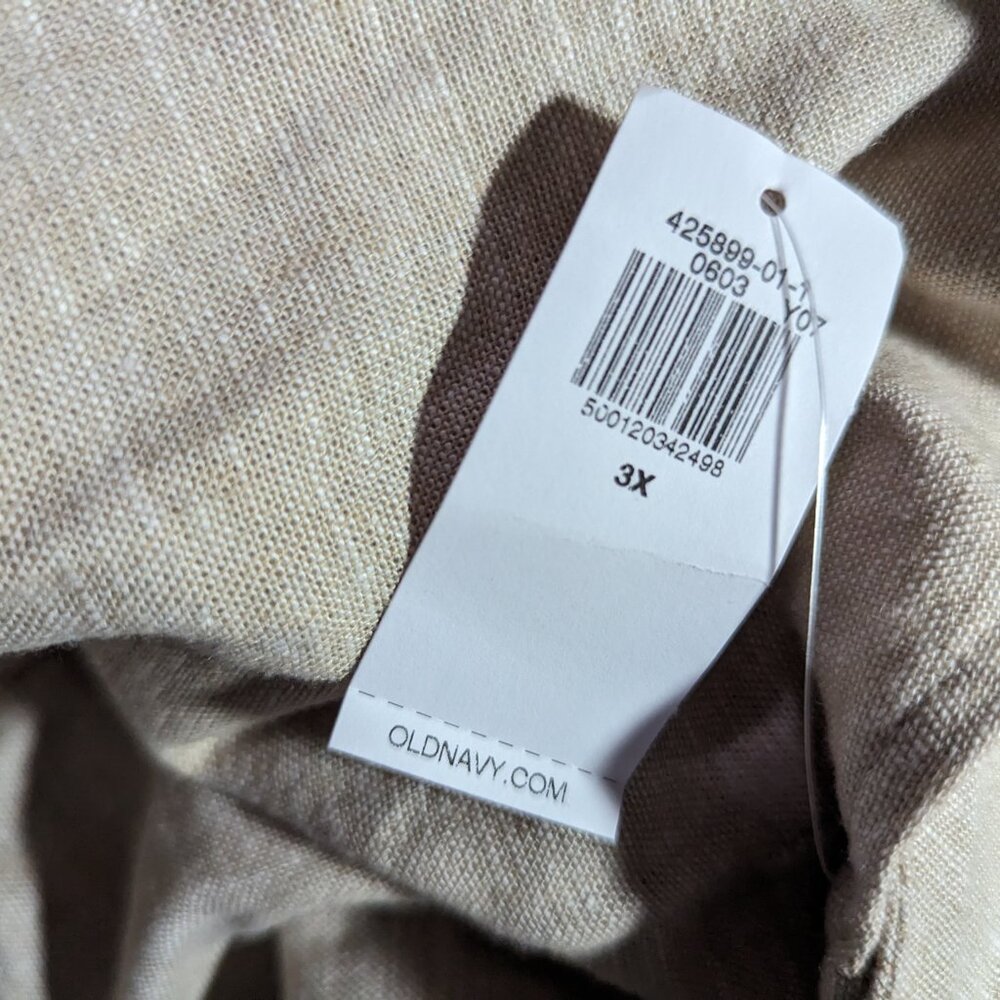 425899-01-1
0603 Y07
500120342498
3X
OLDNAVY.COM